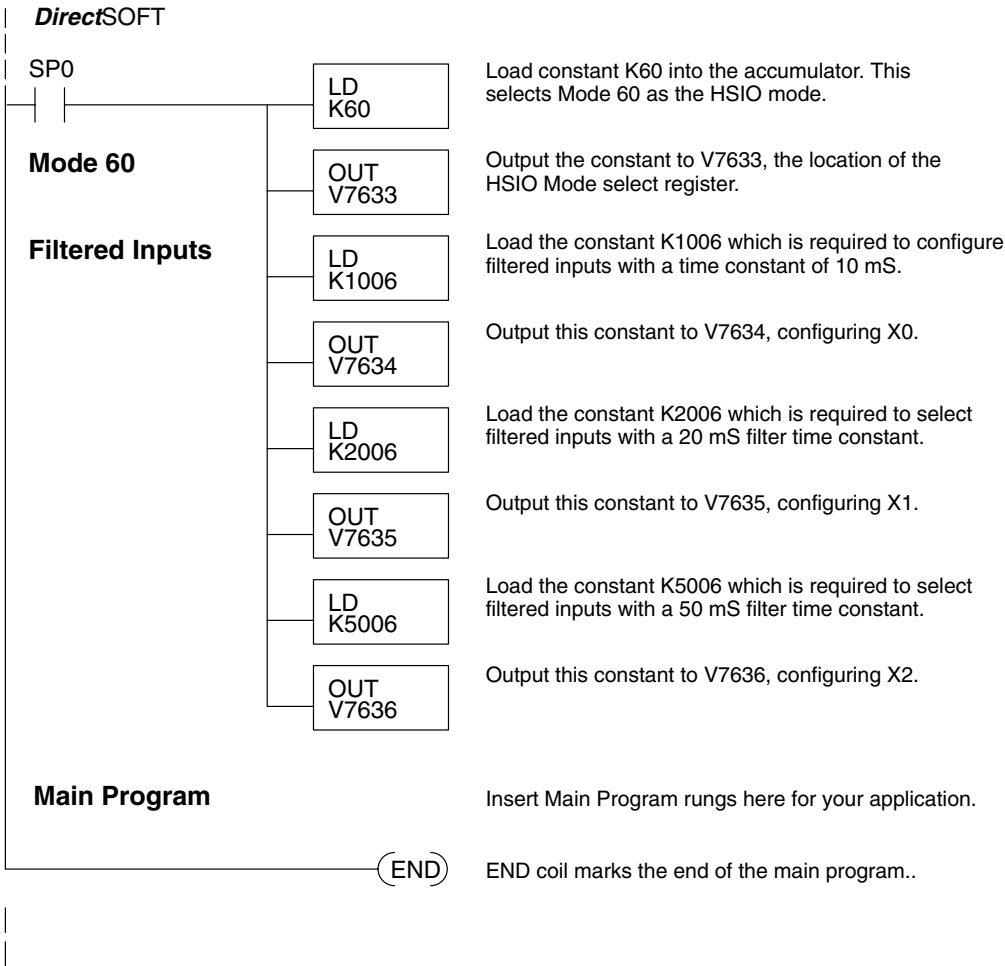 DirectSOFT
SP0
LD
K60
Load constant K60 into the accumulator. This
selects Mode 60 as the HSIO mode.
Mode 60
OUT
V7633
Output the constant to V7633, the location of the
HSIO Mode select register.
Filtered Inputs
LD
K1006
Load the constant K1006 which is required to configure
filtered inputs with a time constant of 10 mS.
OUT
V7634
Output this constant to V7634, configuring X0.
LD
K2006
Load the constant K2006 which is required to select
filtered inputs with a 20 mS filter time constant.
OUT
V7635
Output this constant to V7635, configuring X1.
LD
K5006
Load the constant K5006 which is required to select
filtered inputs with a 50 mS filter time constant.
OUT
V7636
Output this constant to V7636, configuring X2.
Main Program
Insert Main Program rungs here for your application.
END
END coil marks the end of the main program..